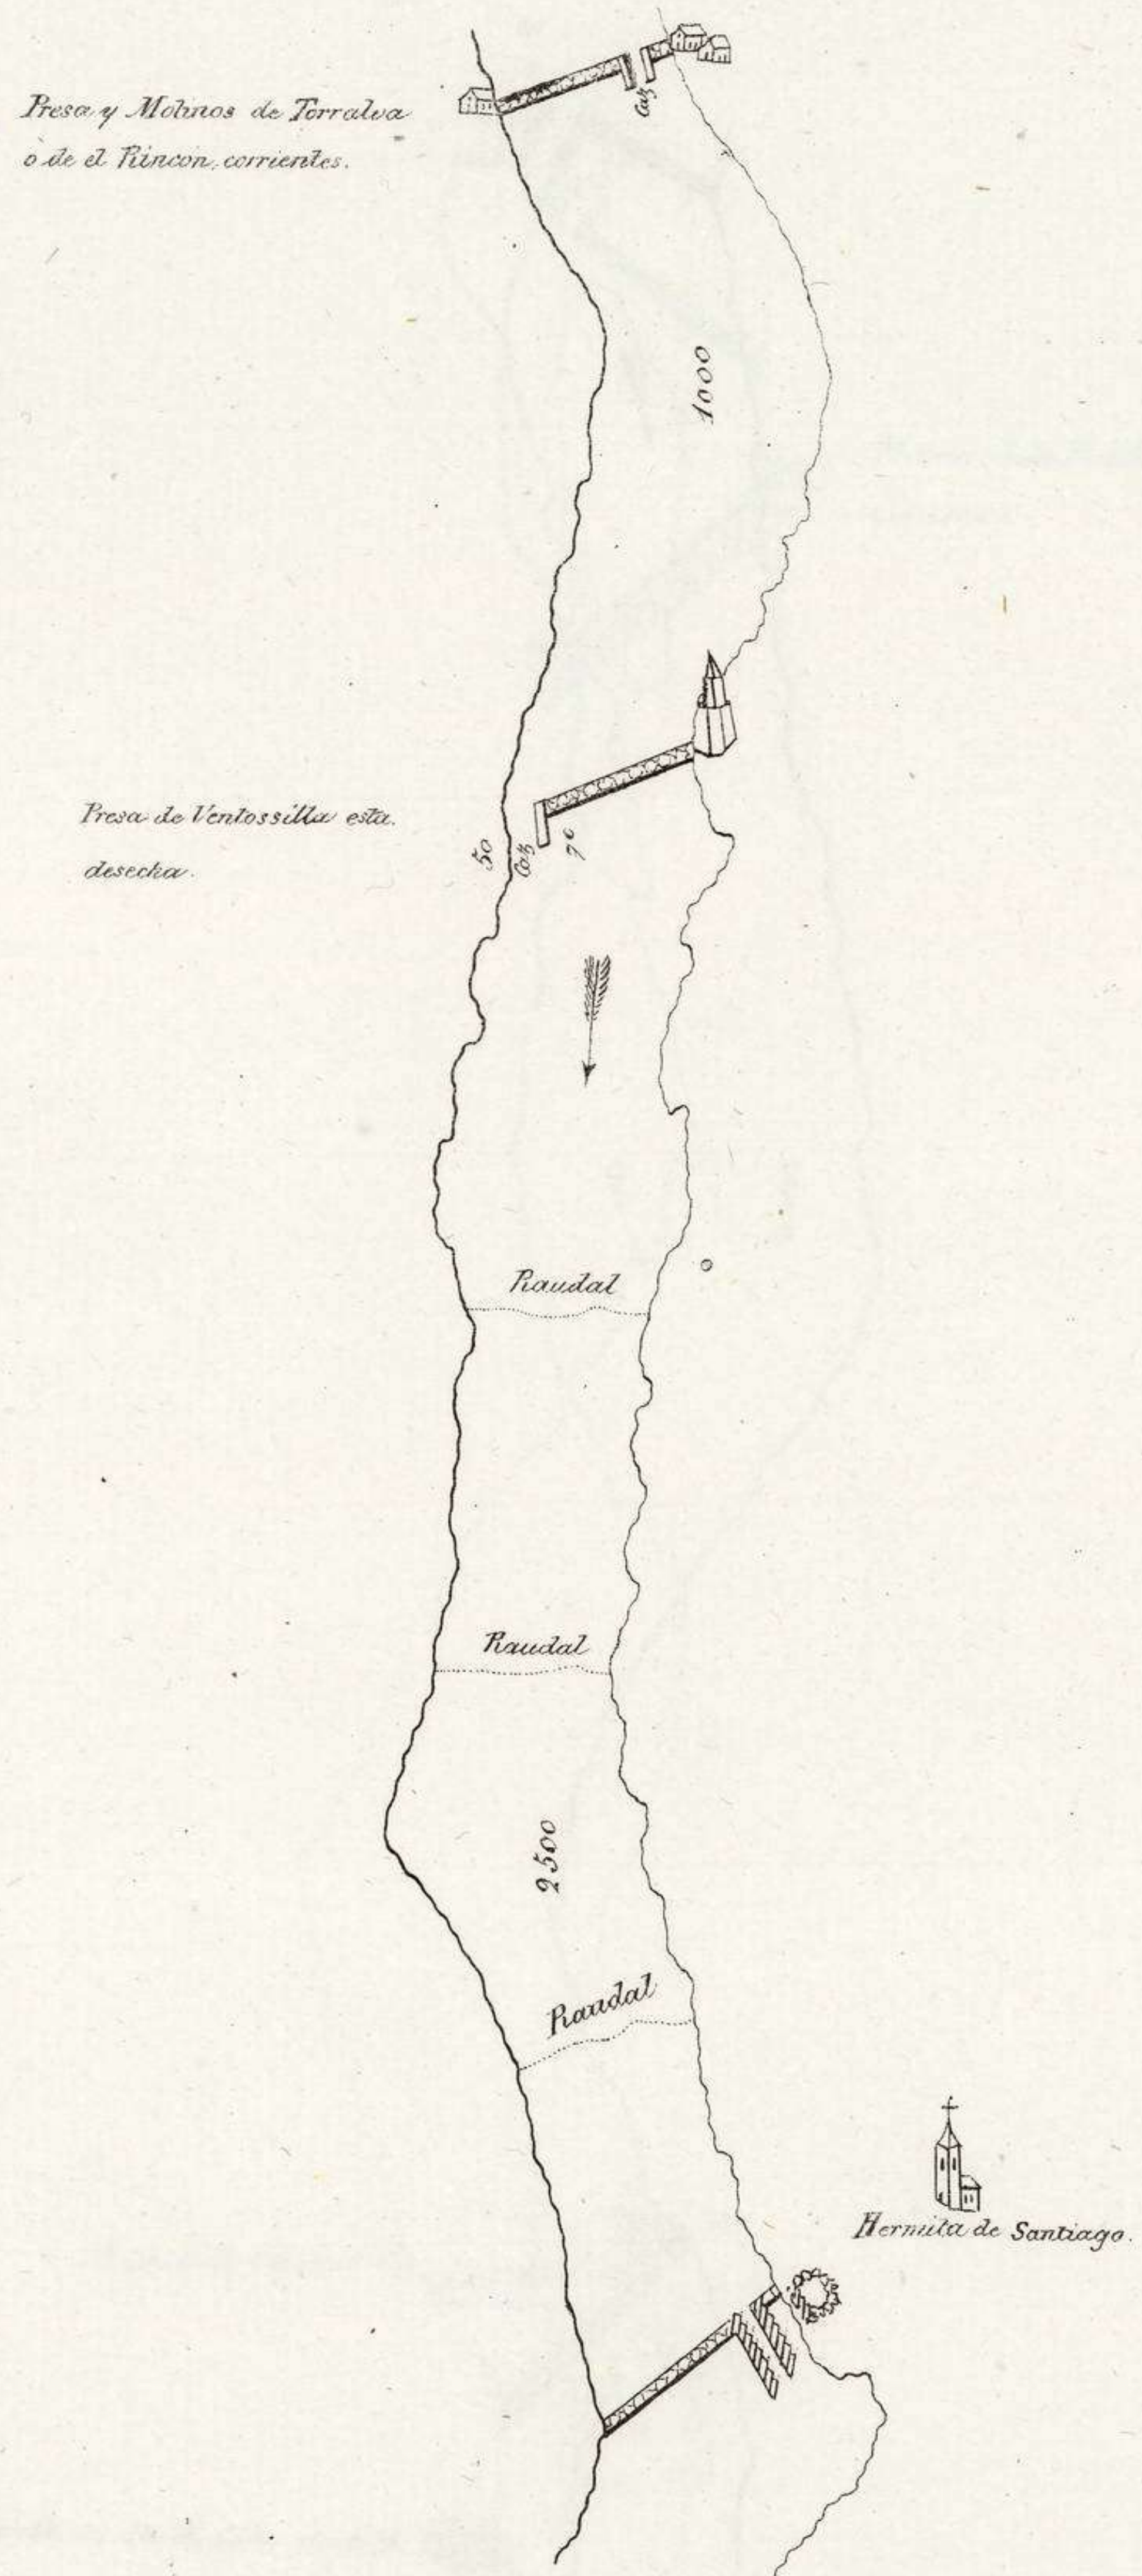 Presa y Molinos de Torralva
o de el Rincon, corrientes.
Caz
1000
Presa de Ventossilla esta
desecha.
50
Caz
70
Raudal
Raudal
2500
Raudal
Hermita de Santiago.